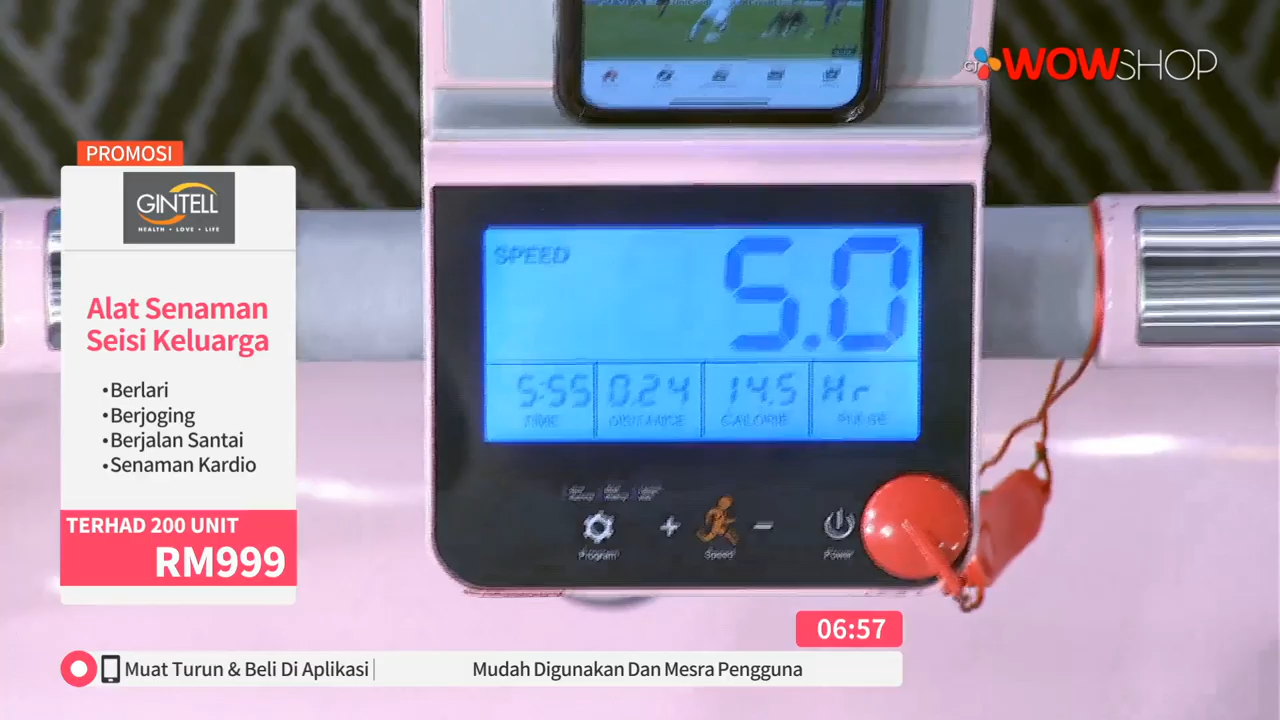 CJ WOWSHOP
PROMOSI
GINTELL
HEALTH • LOVE • LIFE
Alat Senaman
Seisi Keluarga
•Berlari
•Berjoging
•Berjalan Santai
•Senaman Kardio
TERHAD 200 UNIT
RM999
SPEED
5.0
5:55 0.24 14.5 Hr
TIME DISTANCE CALORIE PULSE
+ −
Program Speed Power
06:57
Muat Turun & Beli Di Aplikasi| Mudah Digunakan Dan Mesra Pengguna